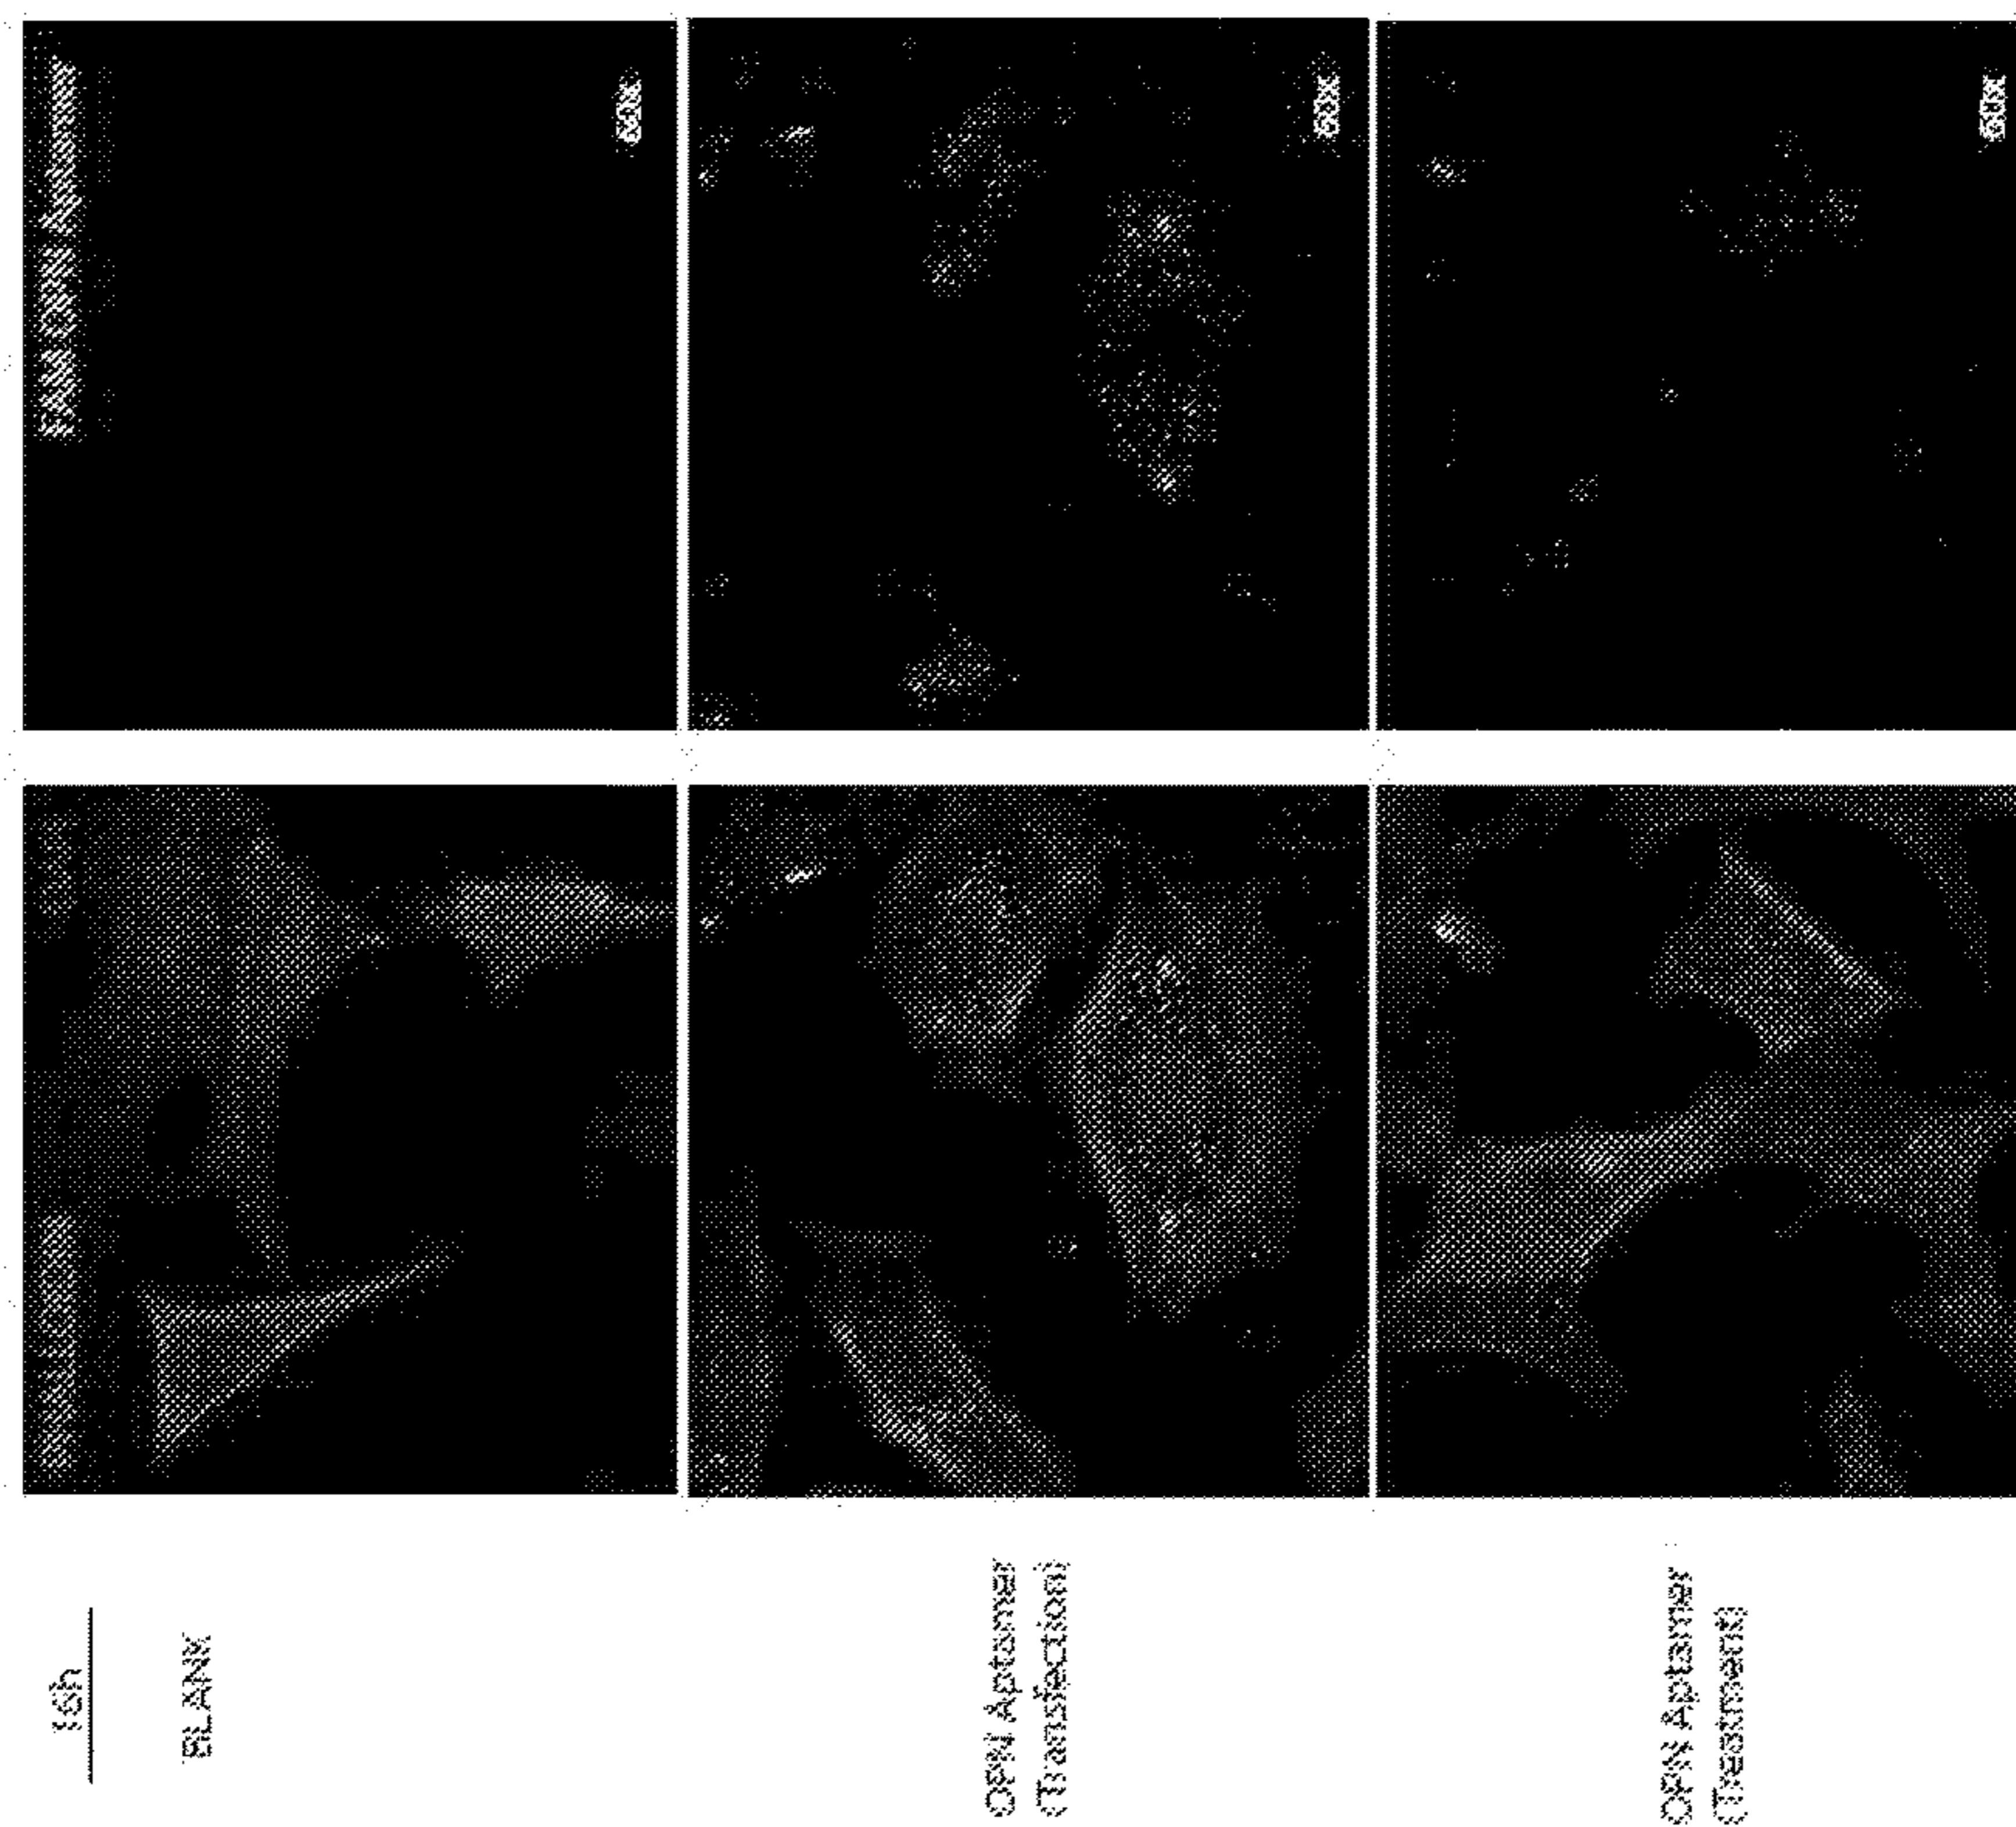 16h
BLANK
OPN Aptamer
(Transfection)
OPN Aptamer
(Treatment)
60X
60X
60X